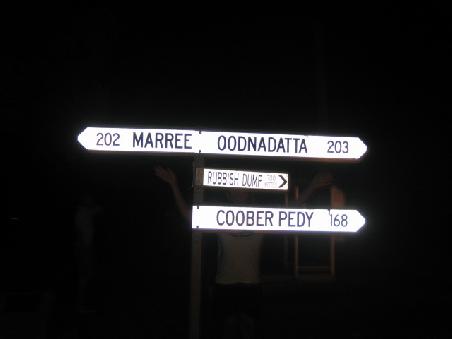 202 MARREE OODNADATTA 203
RUBBISH DUMP
COOBER PEDY 168